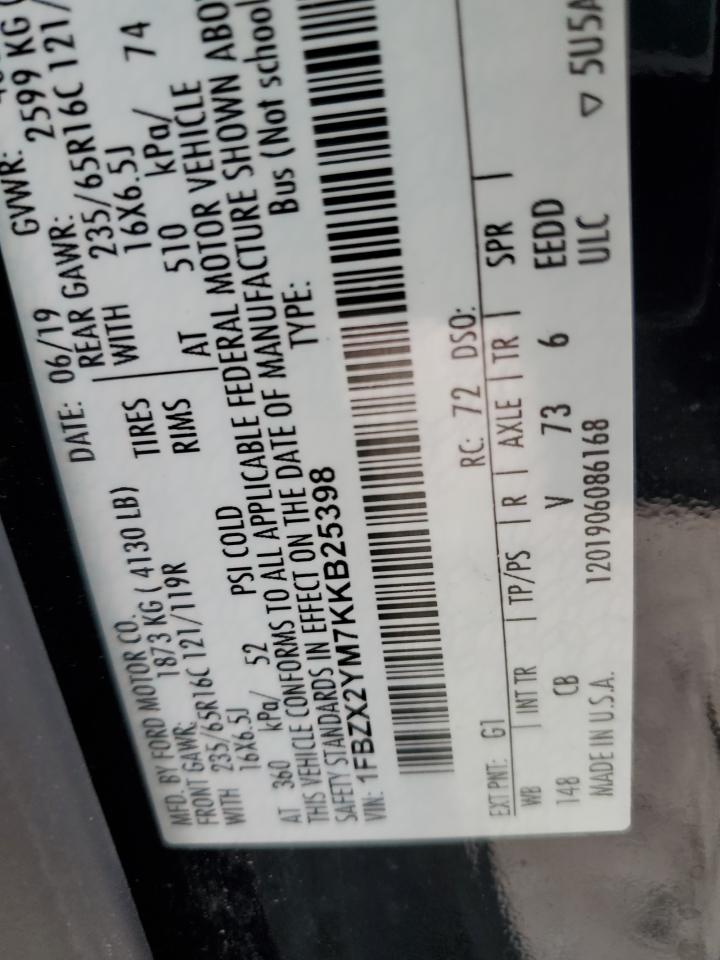 MFD. BY FORD MOTOR CO. DATE: 06/19 GVWR:
FRONT GAWR: 1873 KG ( 4130 LB) REAR GAWR: 2599 KG (
WITH 235/65R16C 121/119R TIRES WITH 235/65R16C 121/
16X6.5J RIMS 16X6.5J
AT 360 kPa/ 52 PSI COLD AT 510 kPa/ 74
THIS VEHICLE CONFORMS TO ALL APPLICABLE FEDERAL MOTOR VEHICLE
SAFETY STANDARDS IN EFFECT ON THE DATE OF MANUFACTURE SHOWN ABO
VIN: 1FBZX2YM7KKB25398 TYPE: Bus (Not school
EXT PNT: G1 RC: 72 DSO:
WB | INT TR | TP/PS | R | AXLE | TR | SPR |
148 CB V 73 6 EEDD
MADE IN U.S.A. 1201906086168 ULC ▽ 5U5A